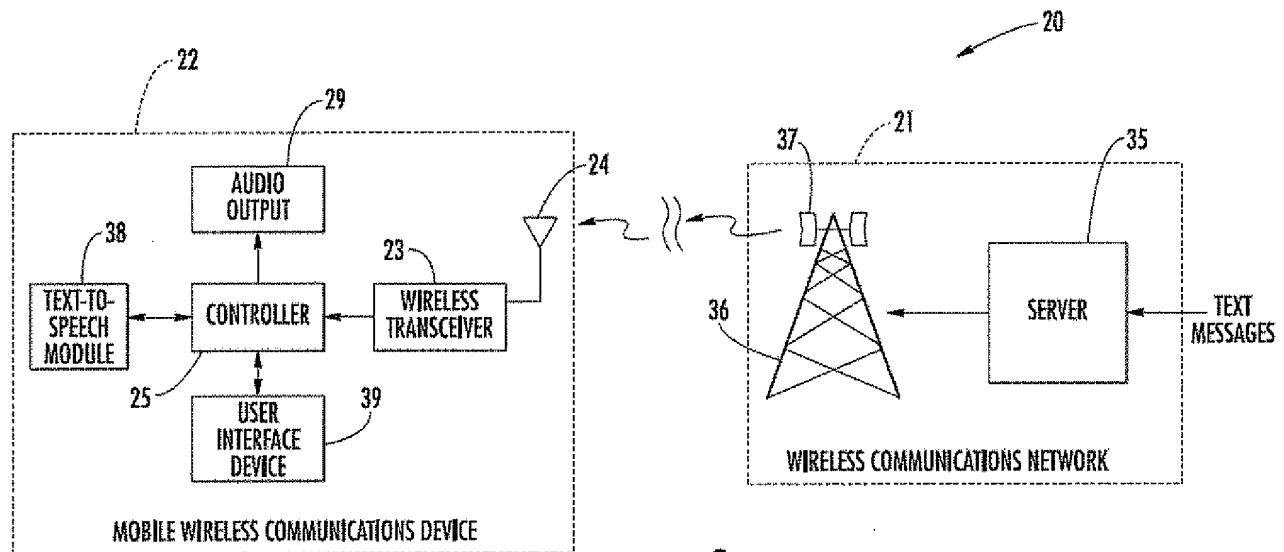 20
22
29
21
37
35
24
AUDIO
OUTPUT
38
23
TEXT-TO-
SPEECH
MODULE
CONTROLLER
WIRELESS
TRANSCEIVER
36
SERVER
TEXT
MESSAGES
25
39
USER
INTERFACE
DEVICE
WIRELESS COMMUNICATIONS NETWORK
MOBILE WIRELESS COMMUNICATIONS DEVICE